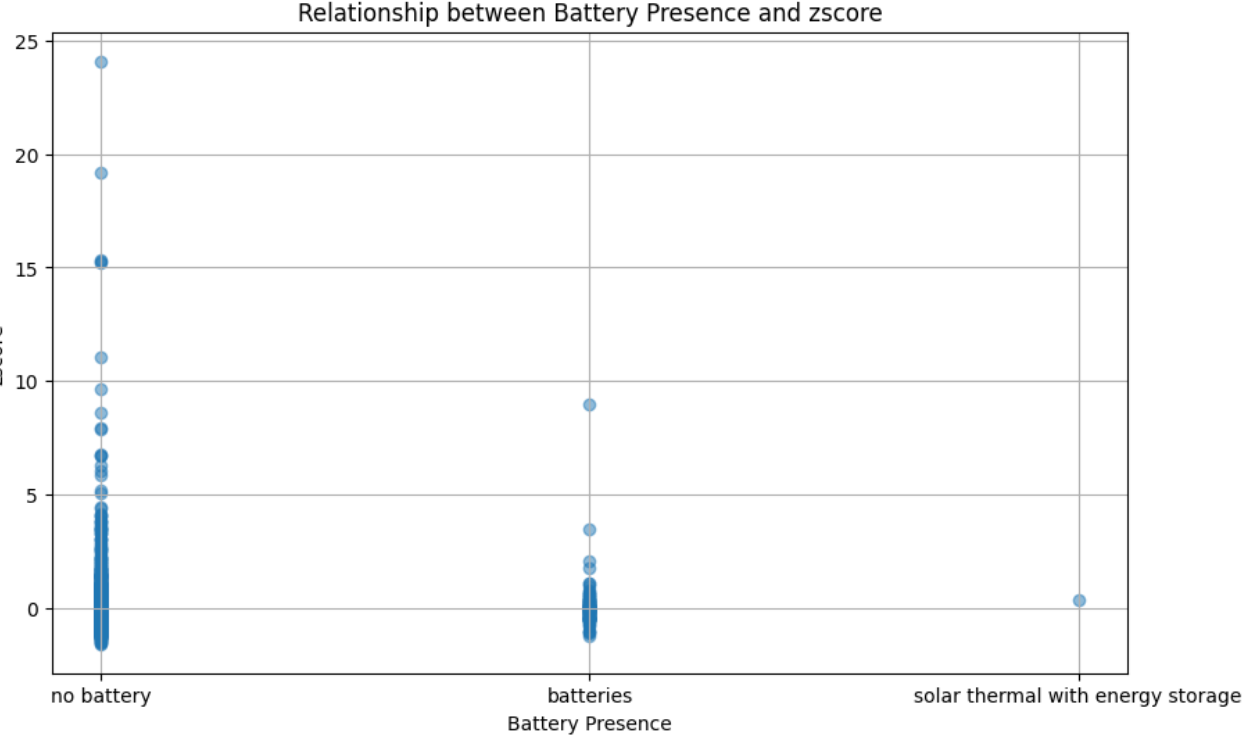 Relationship between Battery Presence and zscore
25
20
15
10
5
0
no battery
batteries
solar thermal with energy storage
Battery Presence